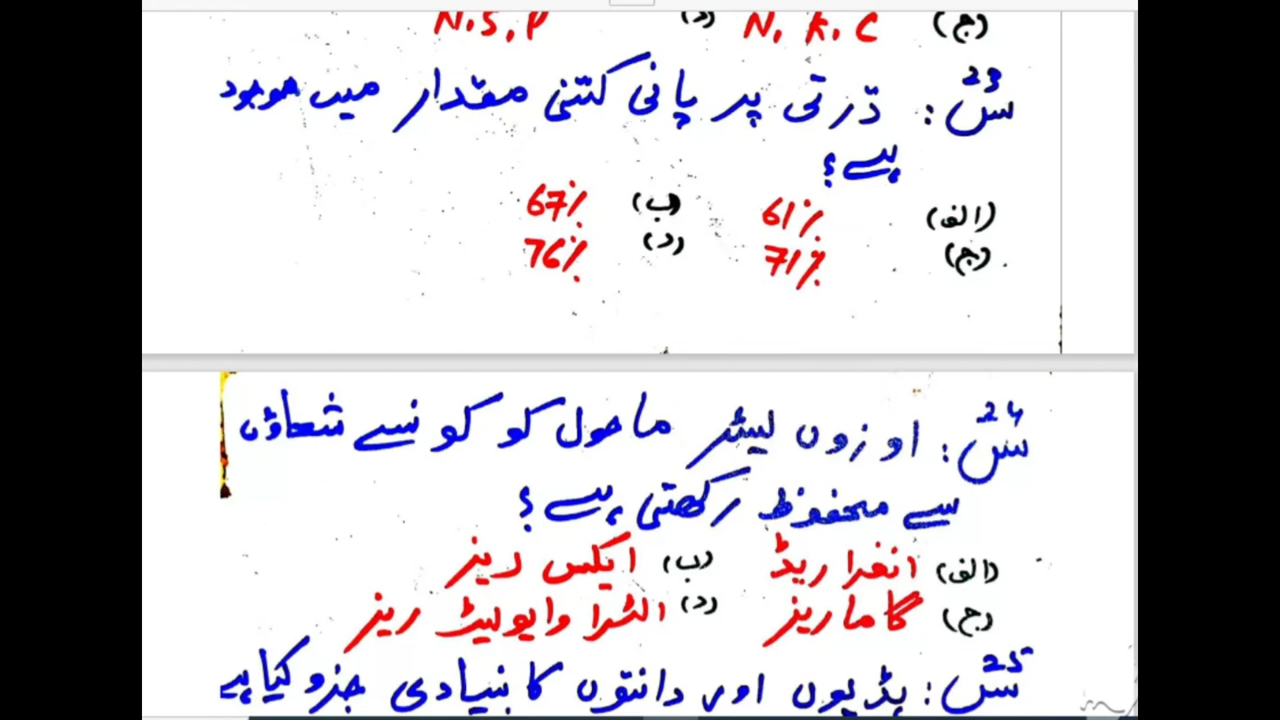 (ج) N. K. C (د) N. S. P
س23: دّرتی پر پانی کتنی مقدار میں موجود
ہے؟
(الف) 61% (ب) 67%
(ج) 71% (د) 76%
س24: اوزون لیئر ماحول کو کونسے شعاؤں
سے محفوظ رکھتی ہے؟
(الف) انفرا ریڈ (ب) ایکس ریز
(ج) گاما ریز (د) الٹرا وایولیٹ ریز
س25: ہڈیوں اور دانتوں کا بنیادی جزو کیا ہے